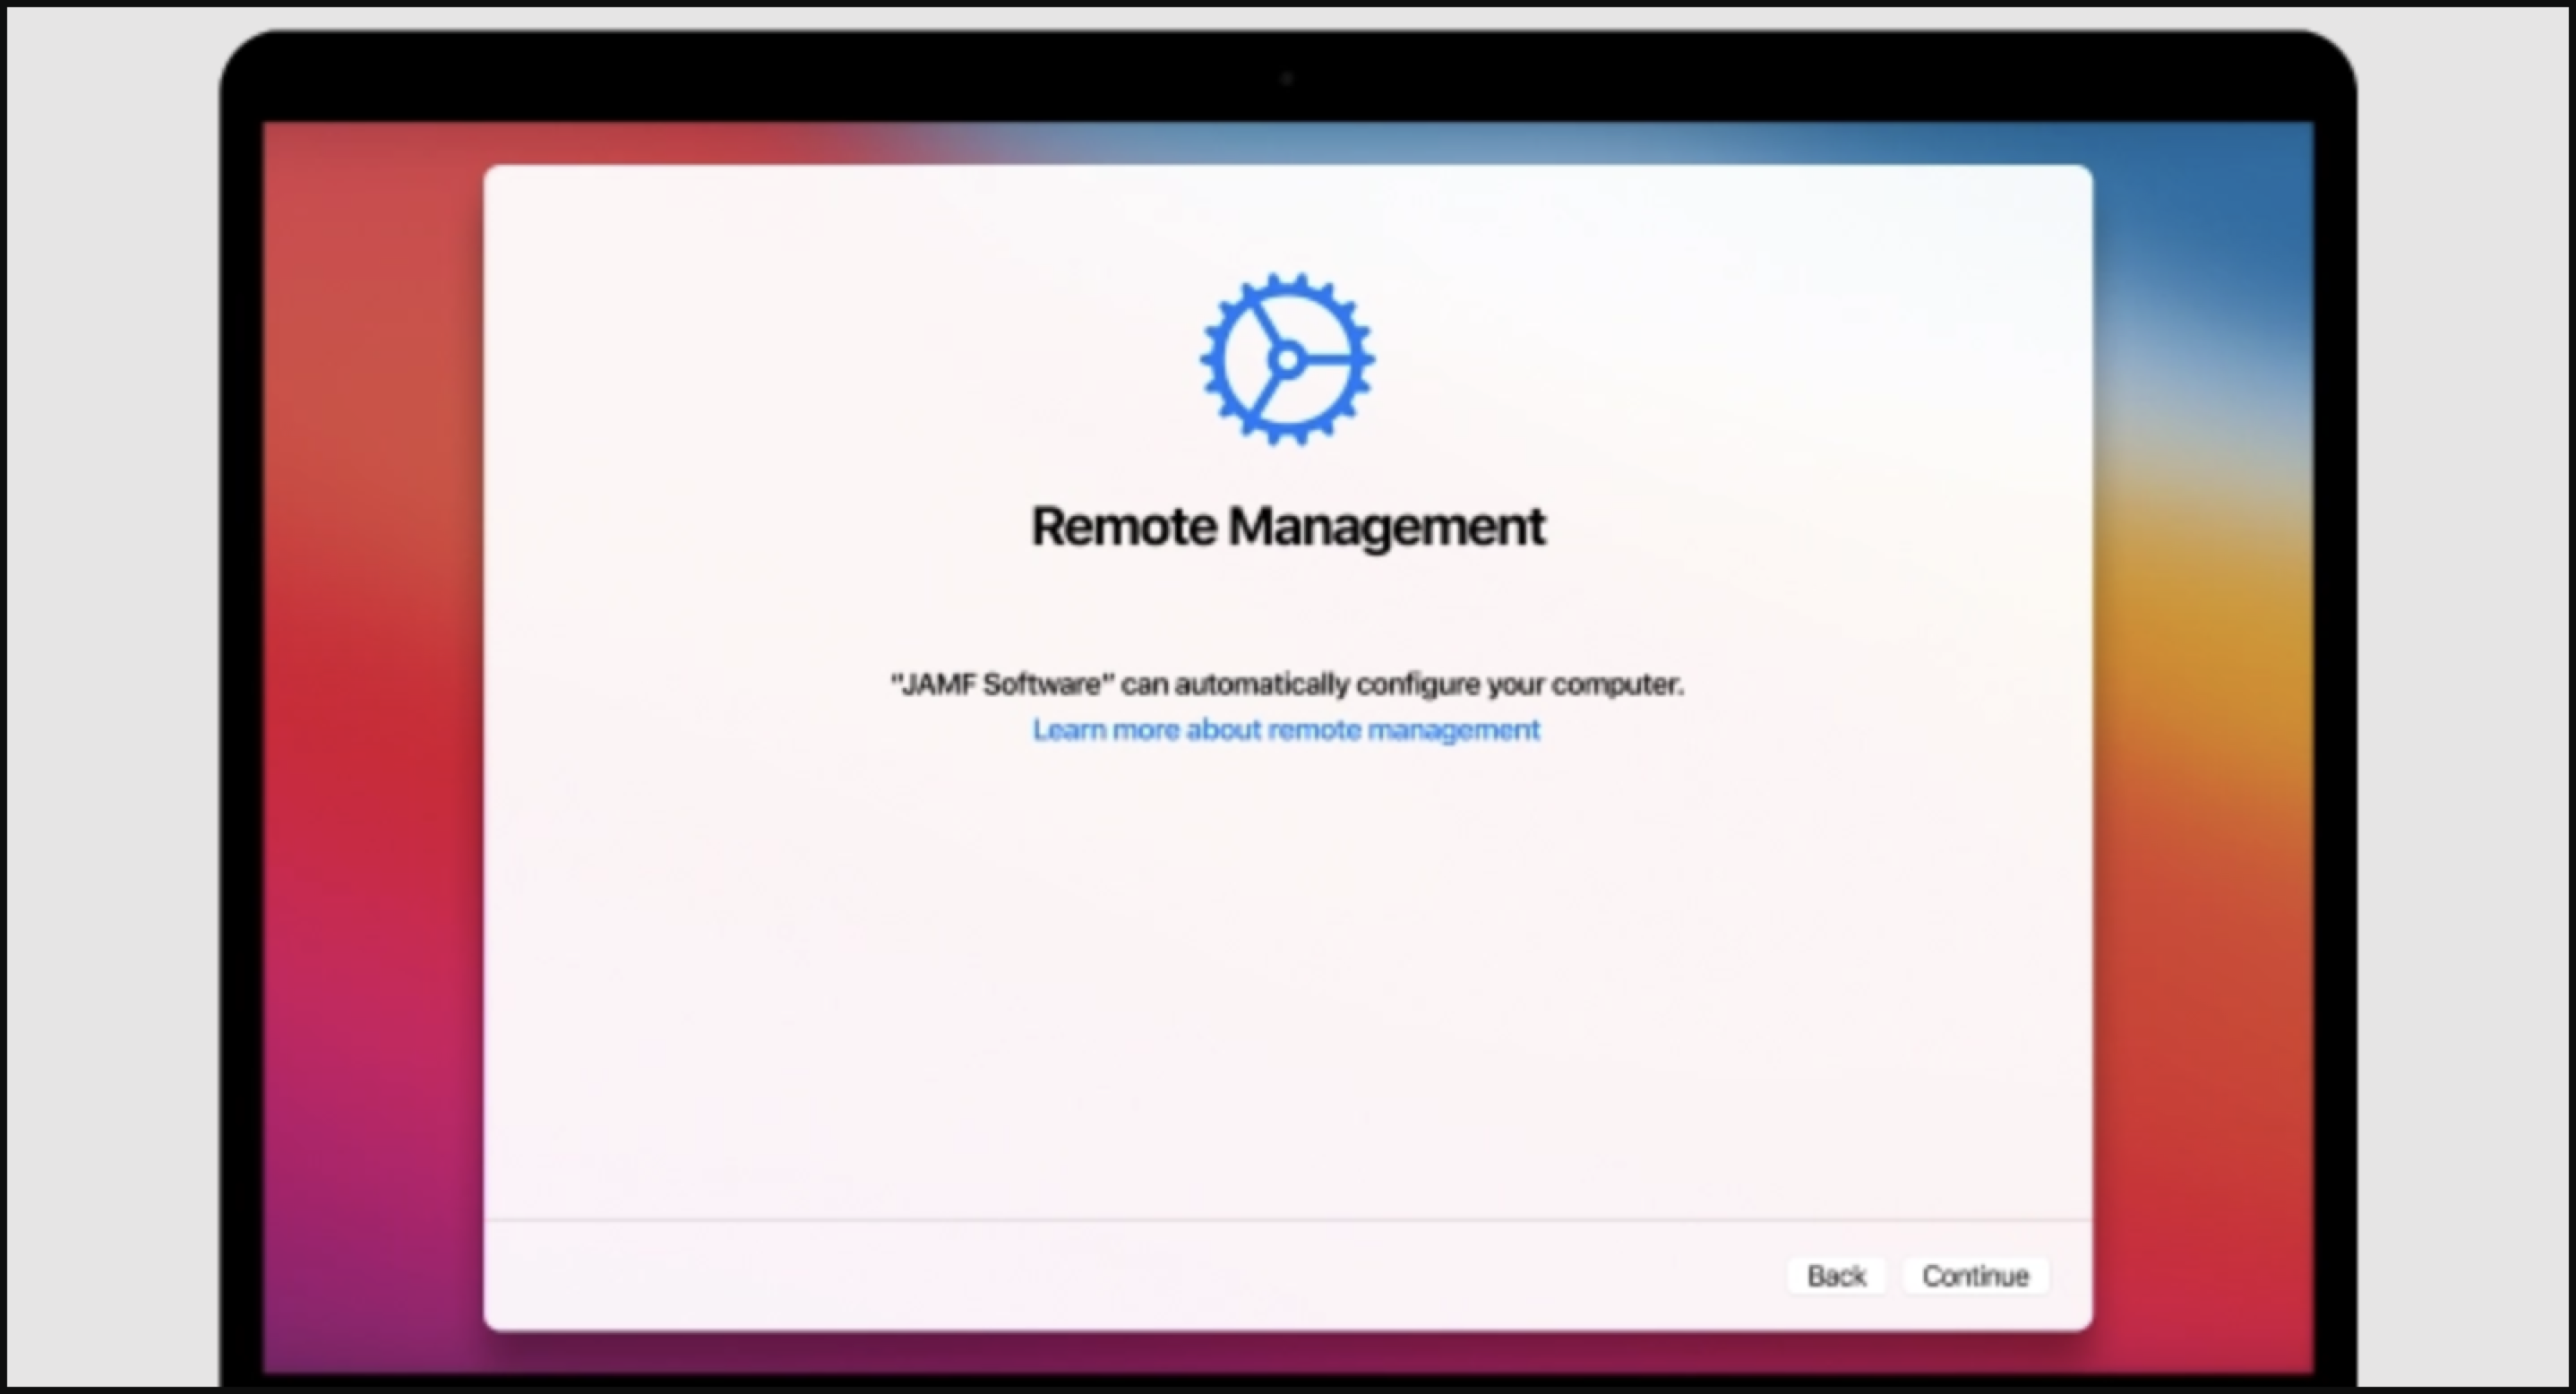 Remote Management
"JAMF Software" can automatically configure your computer.
Learn more about remote management
Back
Continue